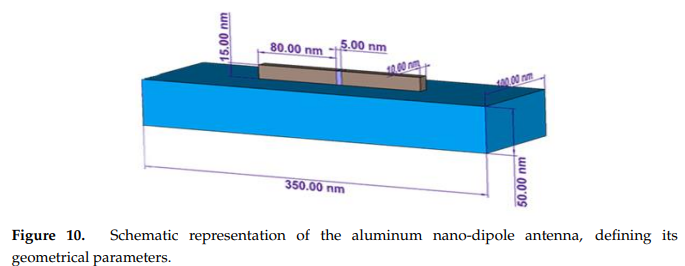 15.00 nm
80.00 nm
5.00 nm
10.00 nm
100.00 nm
350.00 nm
50.00 nm
Figure 10. Schematic representation of the aluminum nano-dipole antenna, defining its
geometrical parameters.